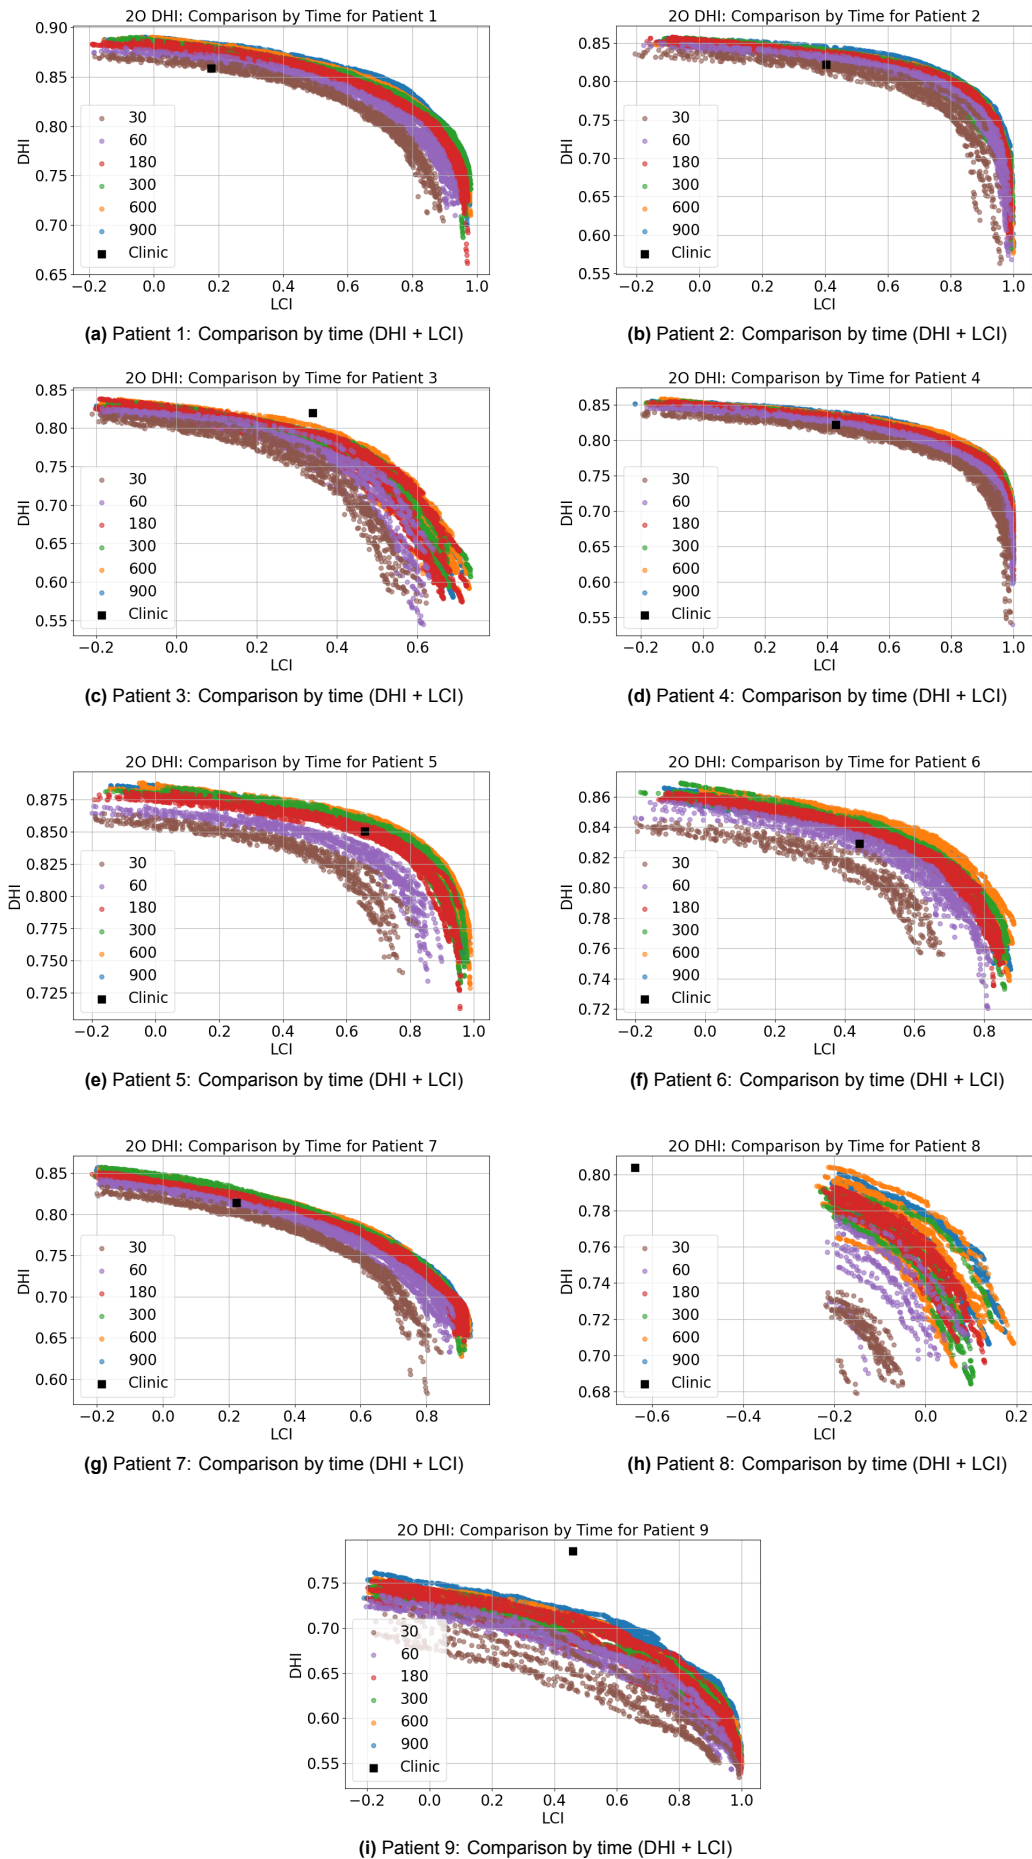 2O DHI: Comparison by Time for Patient 1
0.90
0.85
0.80
0.75
0.70
0.65
DHI
30
60
180
300
600
900
Clinic
−0.2 0.0 0.2 0.4 0.6 0.8 1.0
LCI
(a) Patient 1: Comparison by time (DHI + LCI)
2O DHI: Comparison by Time for Patient 2
0.85
0.80
0.75
0.70
0.65
0.60
0.55
DHI
30
60
180
300
600
900
Clinic
−0.2 0.0 0.2 0.4 0.6 0.8 1.0
LCI
(b) Patient 2: Comparison by time (DHI + LCI)
2O DHI: Comparison by Time for Patient 3
0.85
0.80
0.75
0.70
0.65
0.60
0.55
DHI
30
60
180
300
600
900
Clinic
−0.2 0.0 0.2 0.4 0.6
LCI
(c) Patient 3: Comparison by time (DHI + LCI)
2O DHI: Comparison by Time for Patient 4
0.85
0.80
0.75
0.70
0.65
0.60
0.55
DHI
30
60
180
300
600
900
Clinic
−0.2 0.0 0.2 0.4 0.6 0.8 1.0
LCI
(d) Patient 4: Comparison by time (DHI + LCI)
2O DHI: Comparison by Time for Patient 5
0.875
0.850
0.825
0.800
0.775
0.750
0.725
DHI
30
60
180
300
600
900
Clinic
−0.2 0.0 0.2 0.4 0.6 0.8 1.0
LCI
(e) Patient 5: Comparison by time (DHI + LCI)
2O DHI: Comparison by Time for Patient 6
0.86
0.84
0.82
0.80
0.78
0.76
0.74
0.72
DHI
30
60
180
300
600
900
Clinic
−0.2 0.0 0.2 0.4 0.6 0.8
LCI
(f) Patient 6: Comparison by time (DHI + LCI)
2O DHI: Comparison by Time for Patient 7
0.85
0.80
0.75
0.70
0.65
0.60
DHI
30
60
180
300
600
900
Clinic
−0.2 0.0 0.2 0.4 0.6 0.8
LCI
(g) Patient 7: Comparison by time (DHI + LCI)
2O DHI: Comparison by Time for Patient 8
0.80
0.78
0.76
0.74
0.72
0.70
0.68
DHI
30
60
180
300
600
900
Clinic
−0.6 −0.4 −0.2 0.0 0.2
LCI
(h) Patient 8: Comparison by time (DHI + LCI)
2O DHI: Comparison by Time for Patient 9
0.75
0.70
0.65
0.60
0.55
DHI
30
60
180
300
600
900
Clinic
−0.2 0.0 0.2 0.4 0.6 0.8 1.0
LCI
(i) Patient 9: Comparison by time (DHI + LCI)